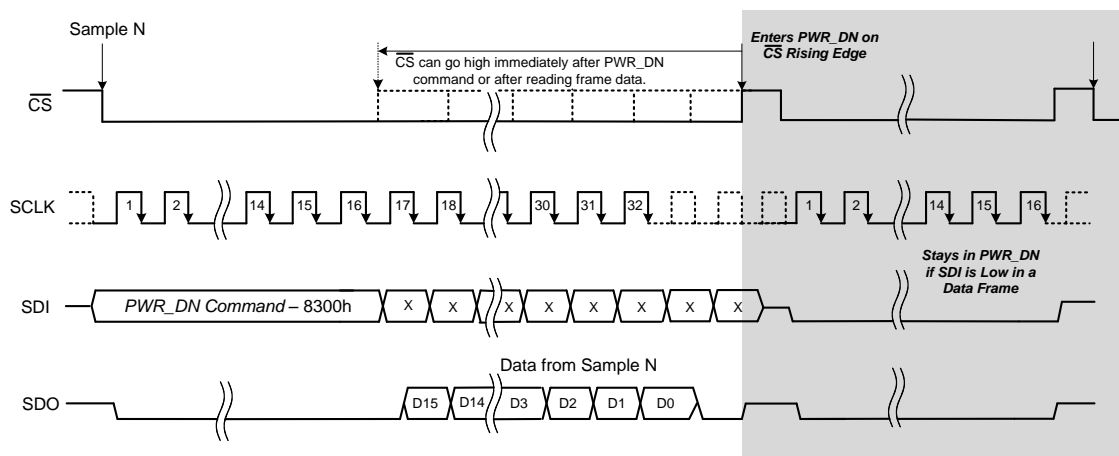 Sample N
CS can go high immediately after PWR_DN
command or after reading frame data.
Enters PWR_DN on
CS Rising Edge
CS
SCLK
1
2
14
15
16
17
18
30
31
32
1
2
14
15
16
Stays in PWR_DN
if SDI is Low in a
Data Frame
SDI
PWR_DN Command – 8300h
X
X
X
X
X
X
X
X
Data from Sample N
SDO
D15
D14
D3
D2
D1
D0